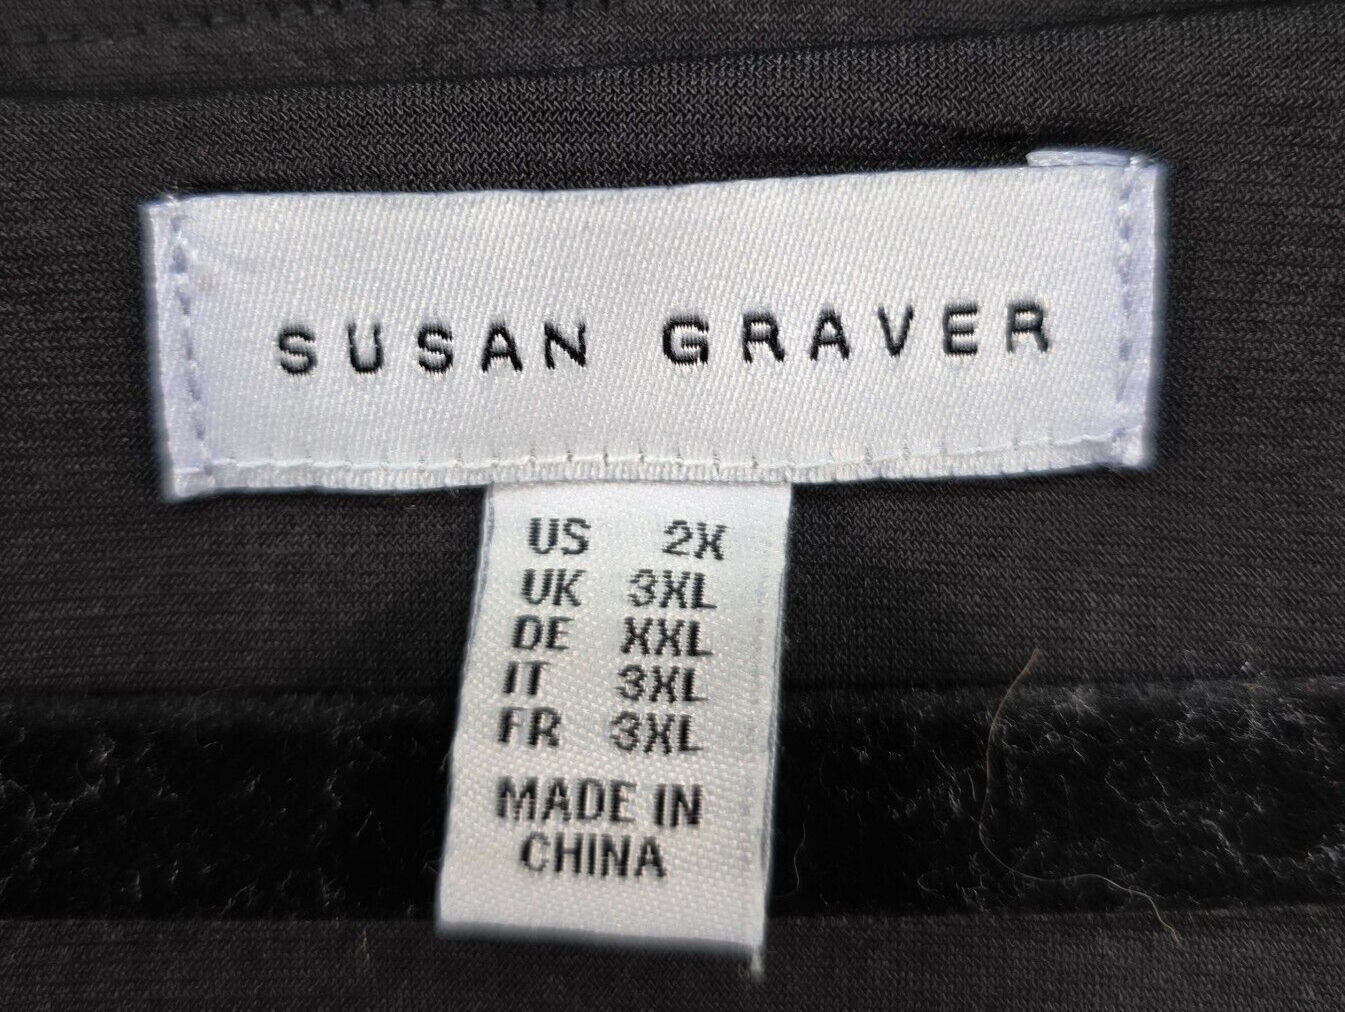 SUSAN GRAVER
US 2X
UK 3XL
DE XXL
IT 3XL
FR 3XL
MADE IN
CHINA